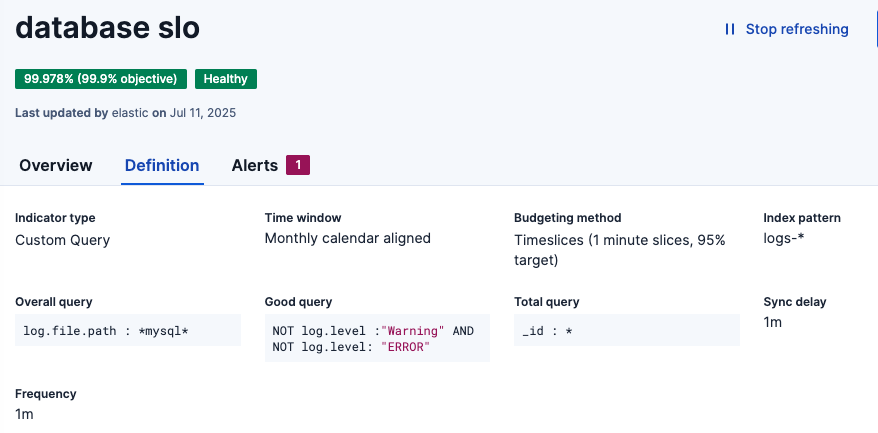 database slo
Stop refreshing
99.978% (99.9% objective)
Healthy
Last updated by elastic on Jul 11, 2025
Overview
Definition
Alerts
1
Indicator type
Custom Query
Time window
Monthly calendar aligned
Budgeting method
Timeslices (1 minute slices, 95%
target)
Index pattern
logs-*
Overall query
log.file.path : *mysql*
Good query
NOT log.level :"Warning" AND
NOT log.level: "ERROR"
Total query
_id : *
Sync delay
1m
Frequency
1m